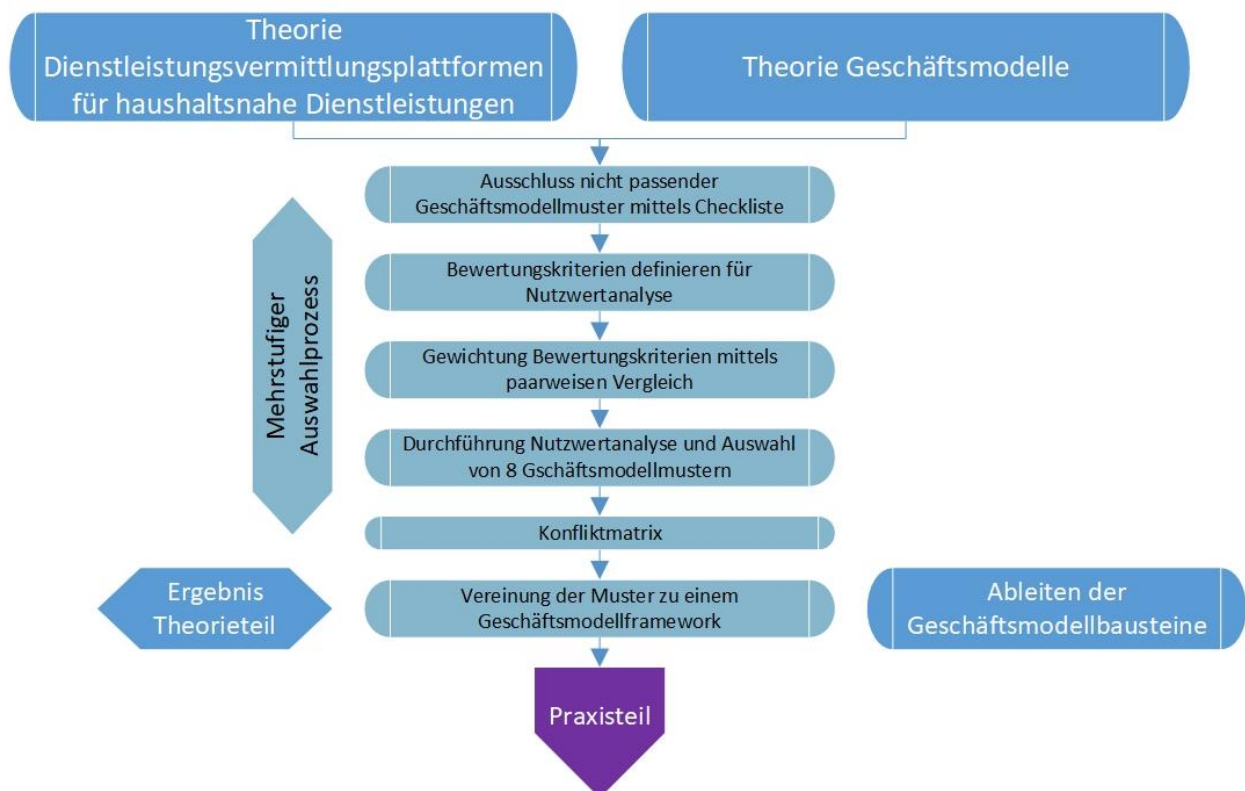 Theorie
Dienstleistungsvermittlungsplattformen
für haushaltsnahe Dienstleistungen
Theorie Geschäftsmodelle
Ausschluss nicht passender
Geschäftsmodellmuster mittels Checkliste
Bewertungskriterien definieren für
Nutzwertanalyse
Gewichtung Bewertungskriterien mittels
paarweisen Vergleich
Durchführung Nutzwertanalyse und Auswahl
von 8 Gschäftsmodellmustern
Konfliktmatrix
Mehrstufiger
Auswahlprozess
Ergebnis
Theorieteil
Vereinung der Muster zu einem
Geschäftsmodellframework
Ableiten der
Geschäftsmodellbausteine
Praxisteil